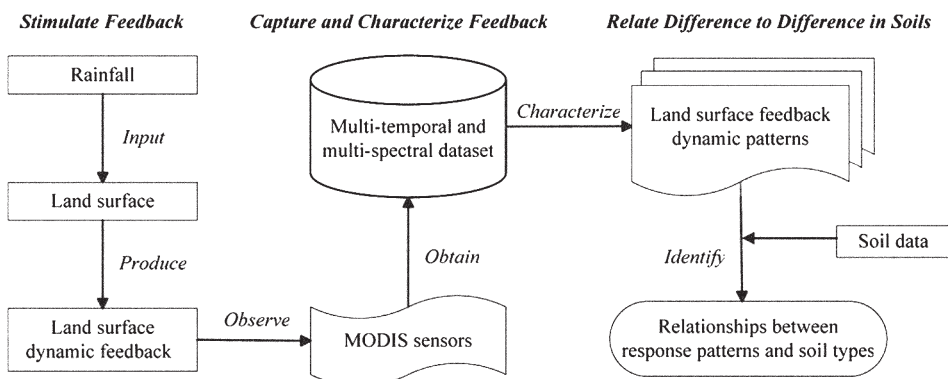 Stimulate Feedback
Capture and Characterize Feedback
Relate Difference to Difference in Soils
Rainfall
Input
Land surface
Produce
Land surface
dynamic feedback
Observe
MODIS sensors
Obtain
Multi-temporal and
multi-spectral dataset
Characterize
Land surface feedback
dynamic patterns
Soil data
Identify
Relationships between
response patterns and soil types